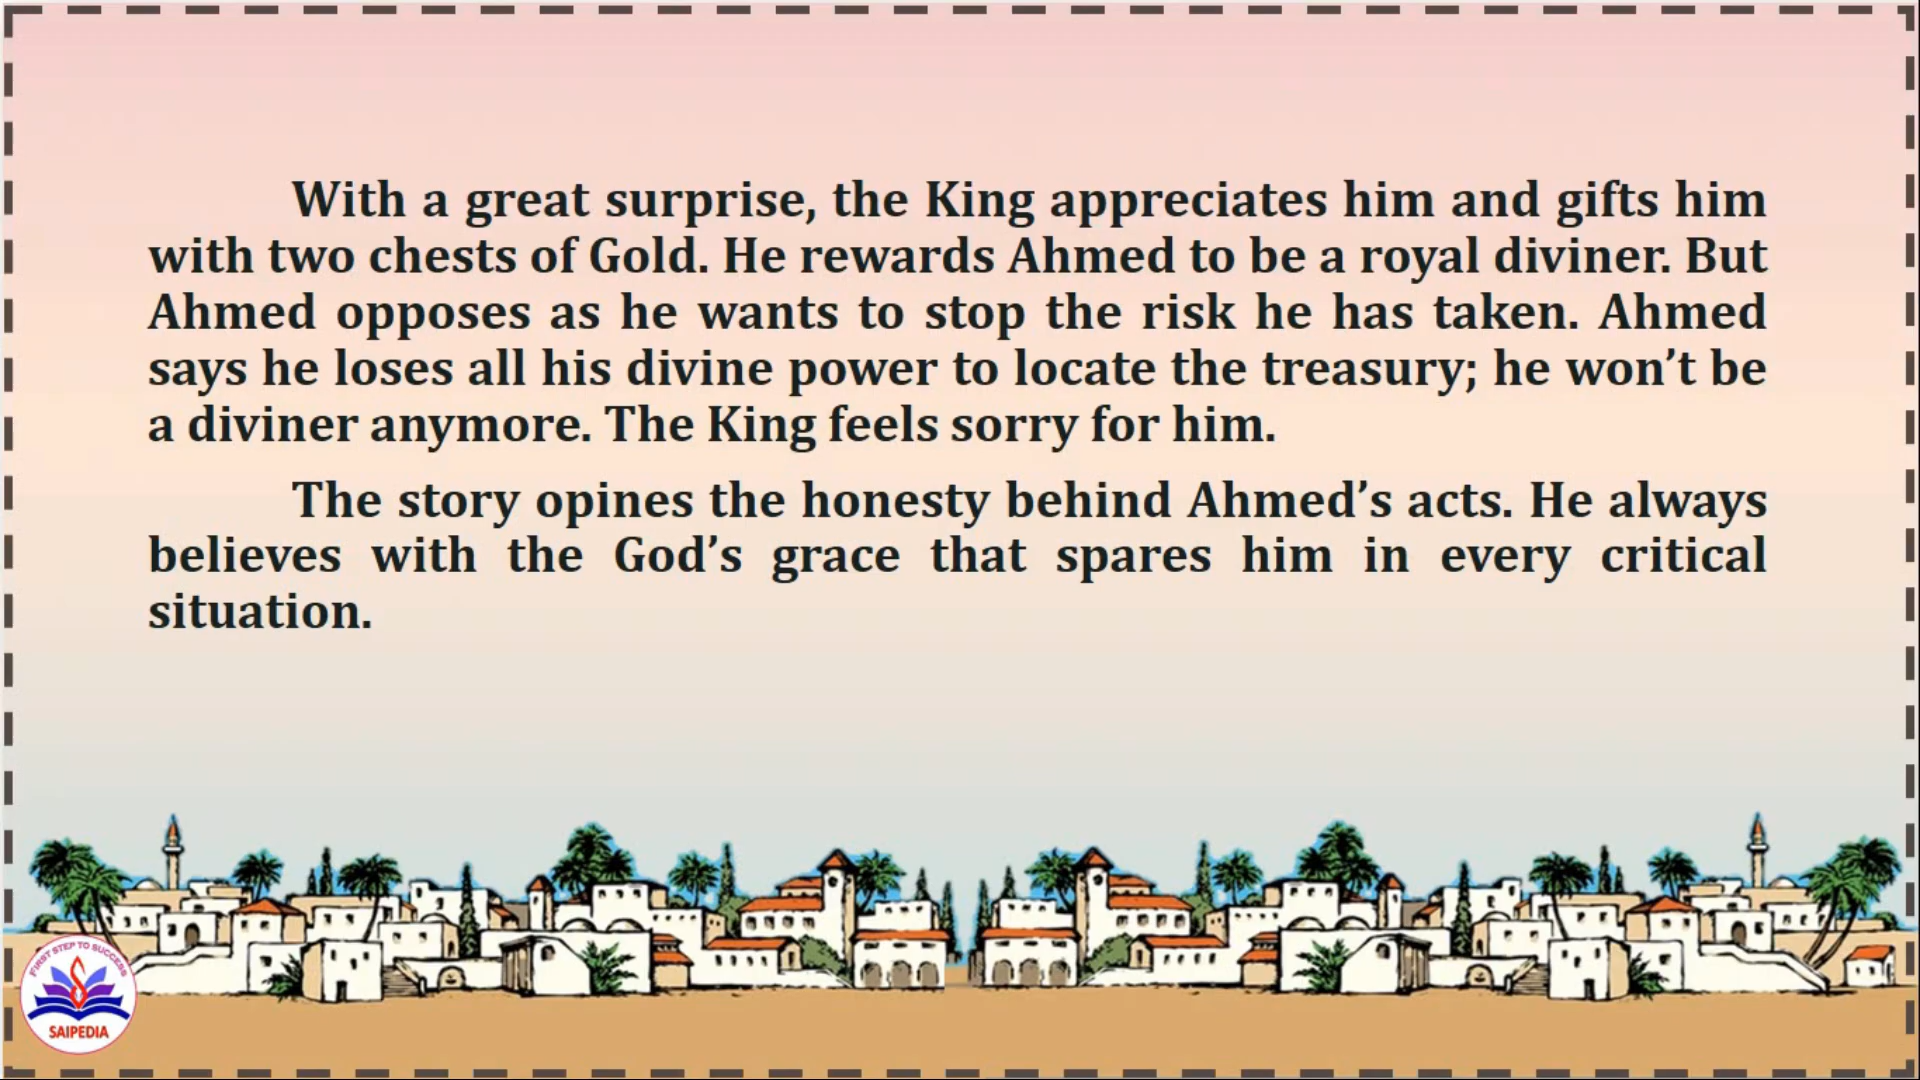 With a great surprise, the King appreciates him and gifts him
with two chests of Gold. He rewards Ahmed to be a royal diviner. But
Ahmed opposes as he wants to stop the risk he has taken. Ahmed
says he loses all his divine power to locate the treasury; he won’t be
a diviner anymore. The King feels sorry for him.
The story opines the honesty behind Ahmed’s acts. He always
believes with the God’s grace that spares him in every critical
situation.
FIRST STEP TO SUCCESS
SAIPEDIA